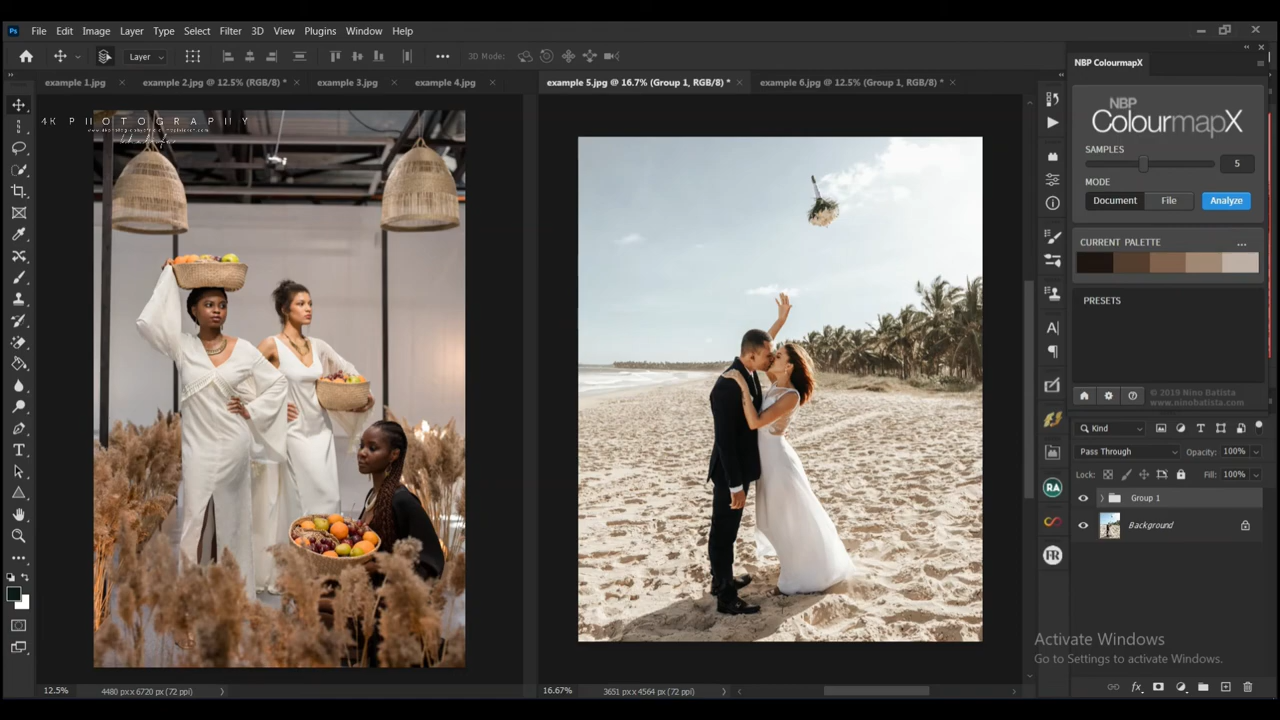 Ps File Edit Image Layer Type Select Filter 3D View Plugins Window Help
Layer
3D Mode:
example 1.jpg example 2.jpg @ 12.5% (RGB/8) * example 3.jpg example 4.jpg
example 5.jpg @ 16.7% (Group 1, RGB/8) * example 6.jpg @ 12.5% (Group 1, RGB/8) *
4K PHOTOGRAPHY
12.5% 4480 px x 6720 px (72 ppi)
16.67% 3651 px x 4564 px (72 ppi)
NBP ColourmapX
NBP
ColourmapX
SAMPLES
5
MODE
Document File Analyze
CURRENT PALETTE
PRESETS
© 2019 Nino Batista
www.ninobatista.com
Kind
Pass Through Opacity: 100%
Lock: Fill: 100%
Group 1
Background
RA
FR
Activate Windows
Go to Settings to activate Windows.
fx